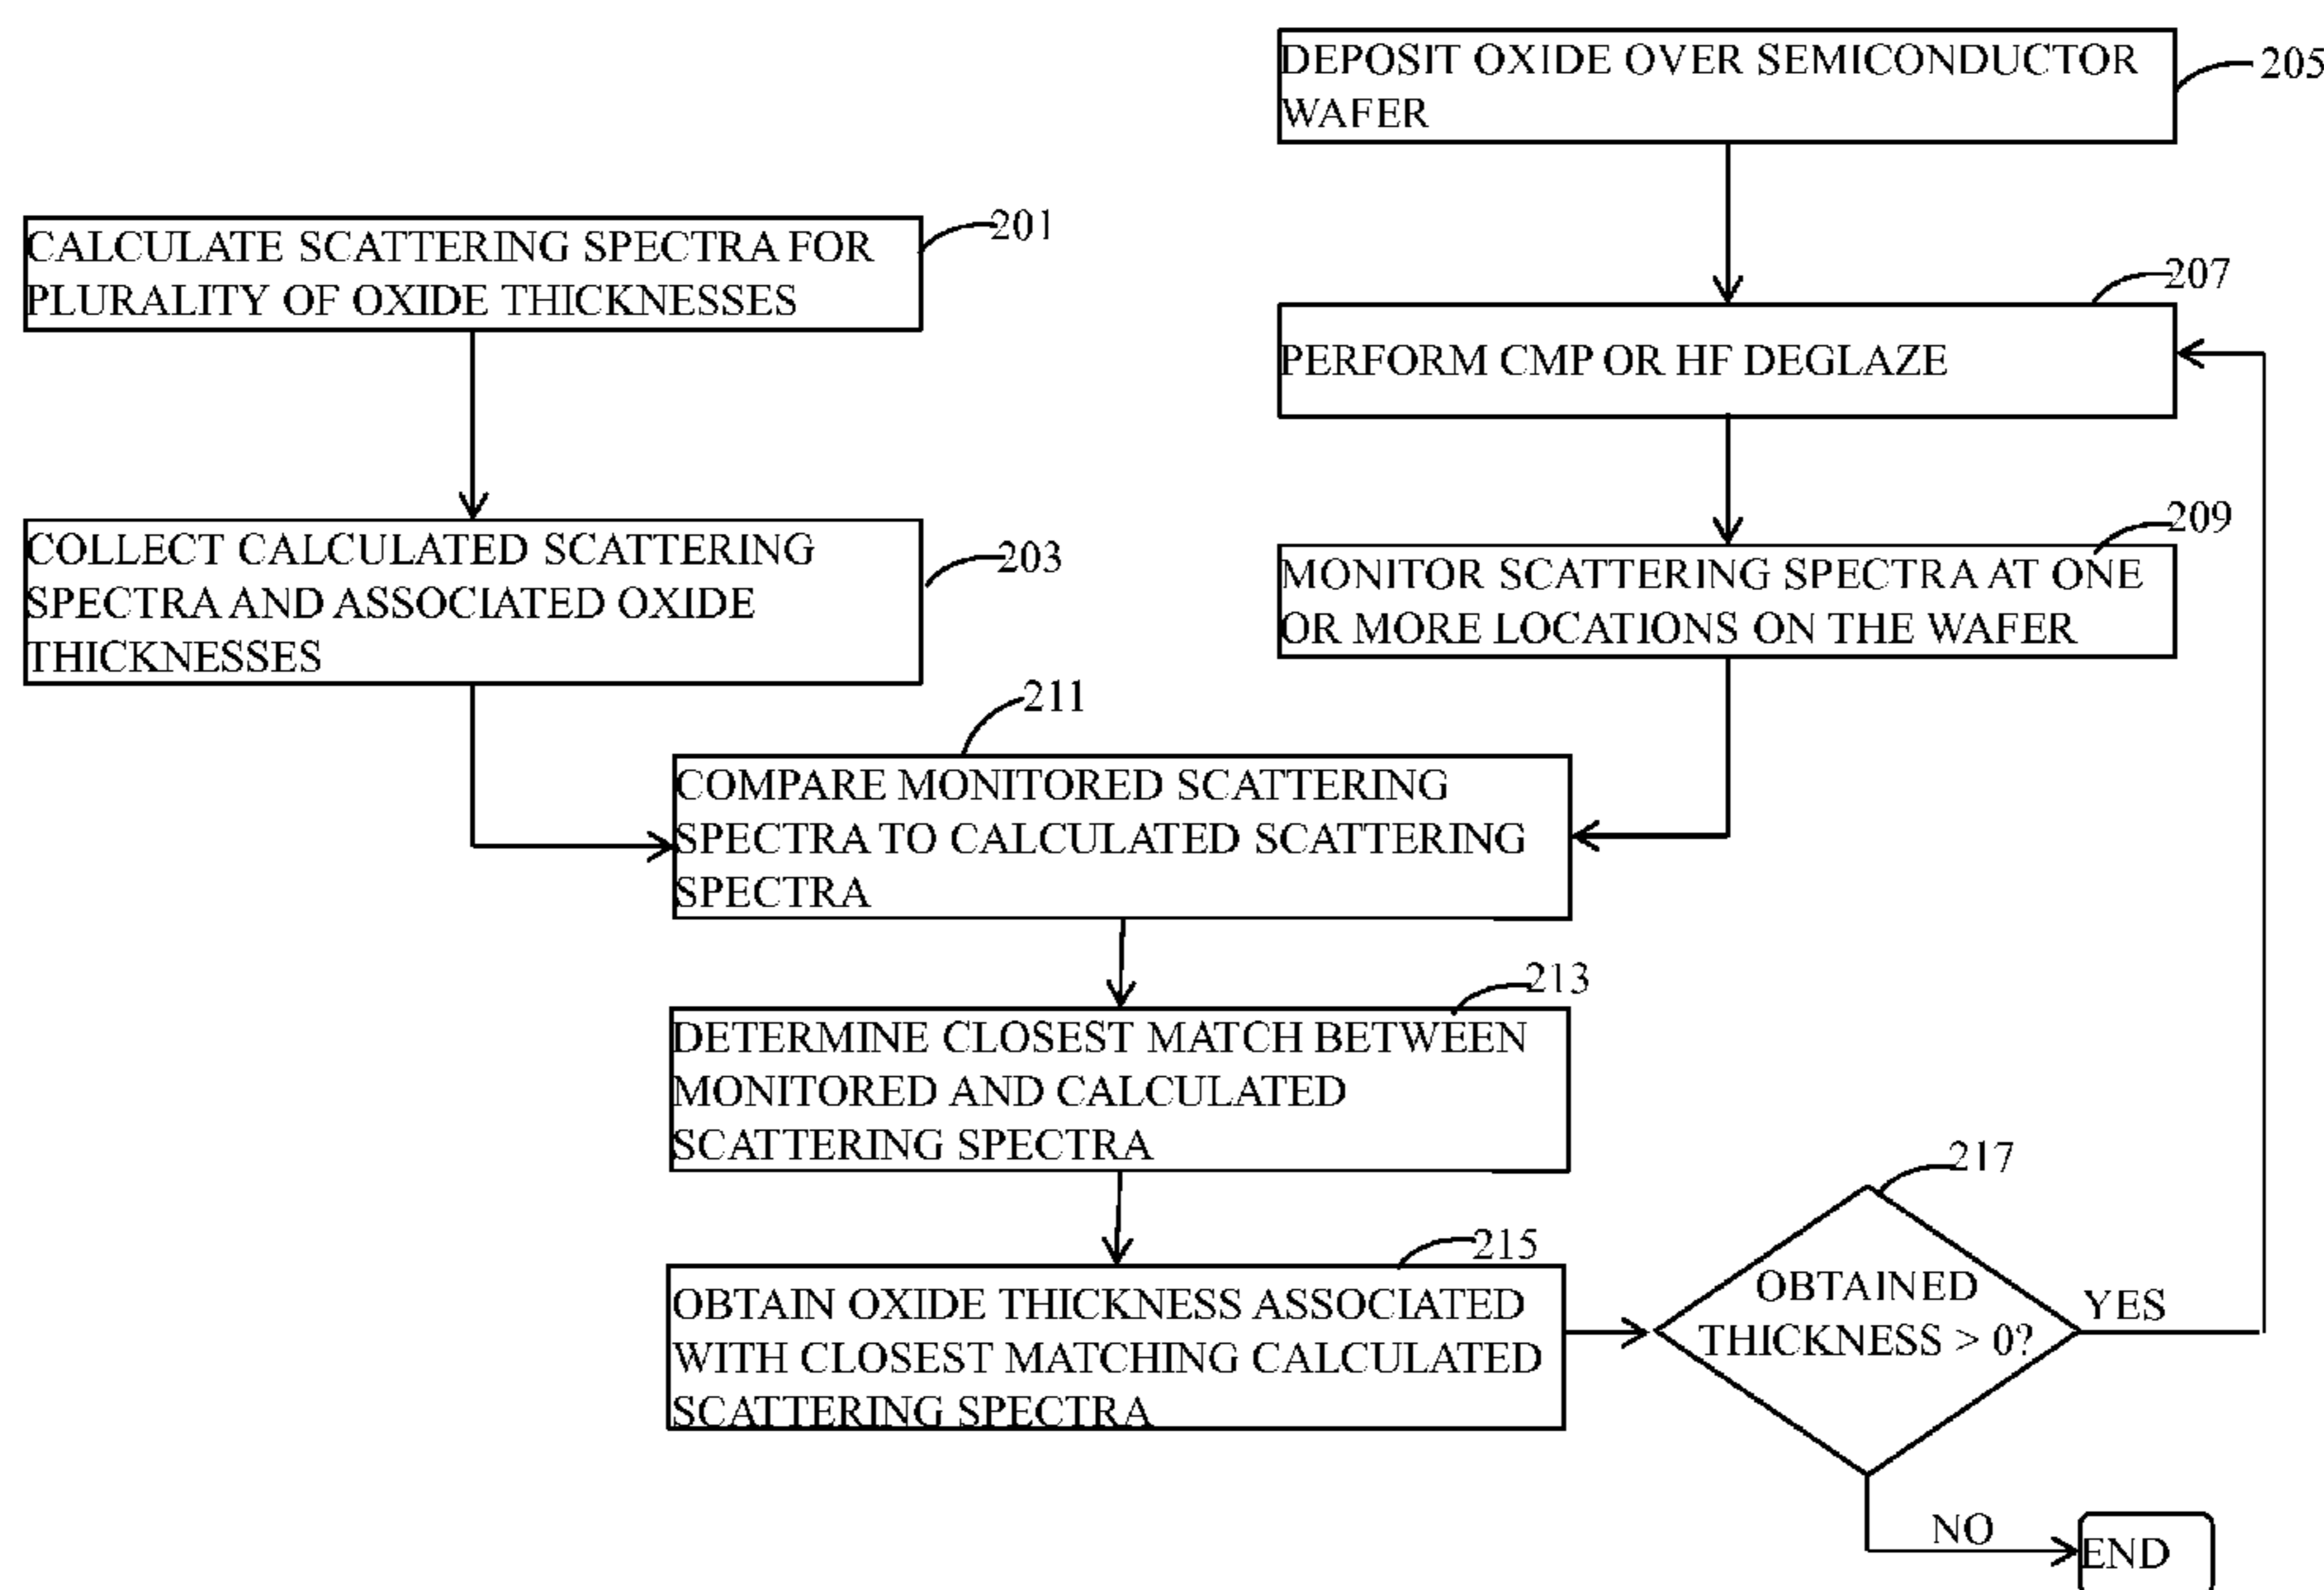 DEPOSIT OXIDE OVER SEMICONDUCTOR
WAFER
205
CALCULATE SCATTERING SPECTRA FOR
PLURALITY OF OXIDE THICKNESSES
201
207
PERFORM CMP OR HF DEGLAZE
COLLECT CALCULATED SCATTERING
SPECTRA AND ASSOCIATED OXIDE
THICKNESSES
203
209
MONITOR SCATTERING SPECTRA AT ONE
OR MORE LOCATIONS ON THE WAFER
211
COMPARE MONITORED SCATTERING
SPECTRA TO CALCULATED SCATTERING
SPECTRA
213
DETERMINE CLOSEST MATCH BETWEEN
MONITORED AND CALCULATED
SCATTERING SPECTRA
215
OBTAIN OXIDE THICKNESS ASSOCIATED
WITH CLOSEST MATCHING CALCULATED
SCATTERING SPECTRA
217
OBTAINED
THICKNESS > 0?
YES
NO
END